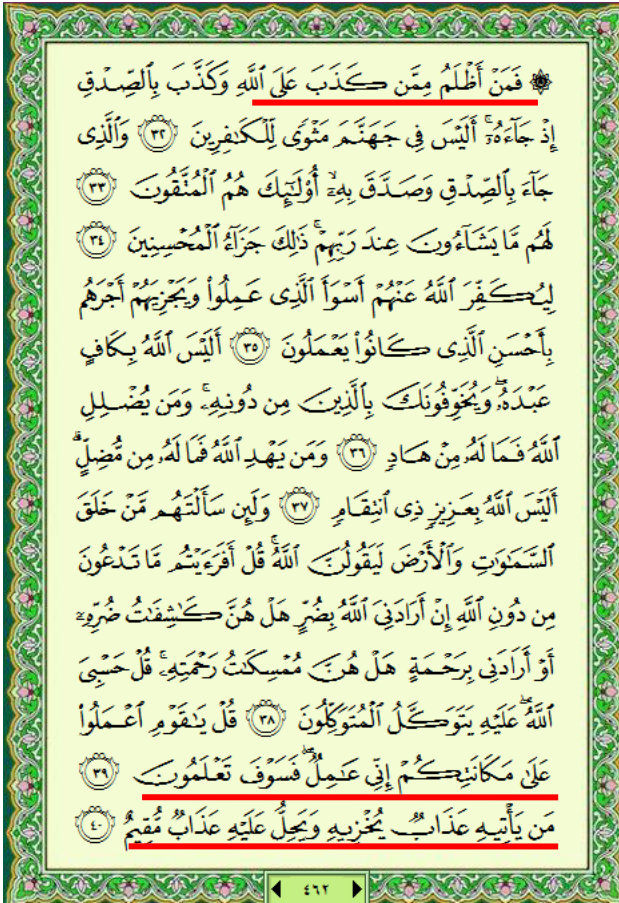 ۞ فَمَنْ أَظْلَمُ مِمَّن كَذَبَ عَلَى ٱللَّهِ وَكَذَّبَ بِٱلصِّدْقِ
إِذْ جَآءَهُۥٓ ۚ أَلَيْسَ فِى جَهَنَّمَ مَثْوًى لِّلْكَـٰفِرِينَ ٣٢ وَٱلَّذِى
جَآءَ بِٱلصِّدْقِ وَصَدَّقَ بِهِۦٓ ۙ أُو۟لَـٰٓئِكَ هُمُ ٱلْمُتَّقُونَ ٣٣
لَهُم مَّا يَشَآءُونَ عِندَ رَبِّهِمْ ۚ ذَٰلِكَ جَزَآءُ ٱلْمُحْسِنِينَ ٣٤
لِيُكَفِّرَ ٱللَّهُ عَنْهُمْ أَسْوَأَ ٱلَّذِى عَمِلُوا۟ وَيَجْزِيَهُمْ أَجْرَهُم
بِأَحْسَنِ ٱلَّذِى كَانُوا۟ يَعْمَلُونَ ٣٥ أَلَيْسَ ٱللَّهُ بِكَافٍ
عَبْدَهُۥ ۖ وَيُخَوِّفُونَكَ بِٱلَّذِينَ مِن دُونِهِۦ ۚ وَمَن يُضْلِلِ
ٱللَّهُ فَمَا لَهُۥ مِنْ هَادٍ ٣٦ وَمَن يَهْدِ ٱللَّهُ فَمَا لَهُۥ مِن مُّضِلٍّ ۗ
أَلَيْسَ ٱللَّهُ بِعَزِيزٍ ذِى ٱنتِقَامٍ ٣٧ وَلَئِن سَأَلْتَهُم مَّنْ خَلَقَ
ٱلسَّمَـٰوَٰتِ وَٱلْأَرْضَ لَيَقُولُنَّ ٱللَّهُ ۚ قُلْ أَفَرَءَيْتُم مَّا تَدْعُونَ
مِن دُونِ ٱللَّهِ إِنْ أَرَادَنِىَ ٱللَّهُ بِضُرٍّ هَلْ هُنَّ كَـٰشِفَـٰتُ ضُرِّهِۦٓ
أَوْ أَرَادَنِى بِرَحْمَةٍ هَلْ هُنَّ مُمْسِكَـٰتُ رَحْمَتِهِۦ ۚ قُلْ حَسْبِىَ
ٱللَّهُ ۖ عَلَيْهِ يَتَوَكَّلُ ٱلْمُتَوَكِّلُونَ ٣٨ قُلْ يَـٰقَوْمِ ٱعْمَلُوا۟
عَلَىٰ مَكَانَتِكُمْ إِنِّى عَـٰمِلٌ ۖ فَسَوْفَ تَعْلَمُونَ ٣٩
مَن يَأْتِيهِ عَذَابٌ يُخْزِيهِ وَيَحِلُّ عَلَيْهِ عَذَابٌ مُّقِيمٌ ٤٠
٤٦٢